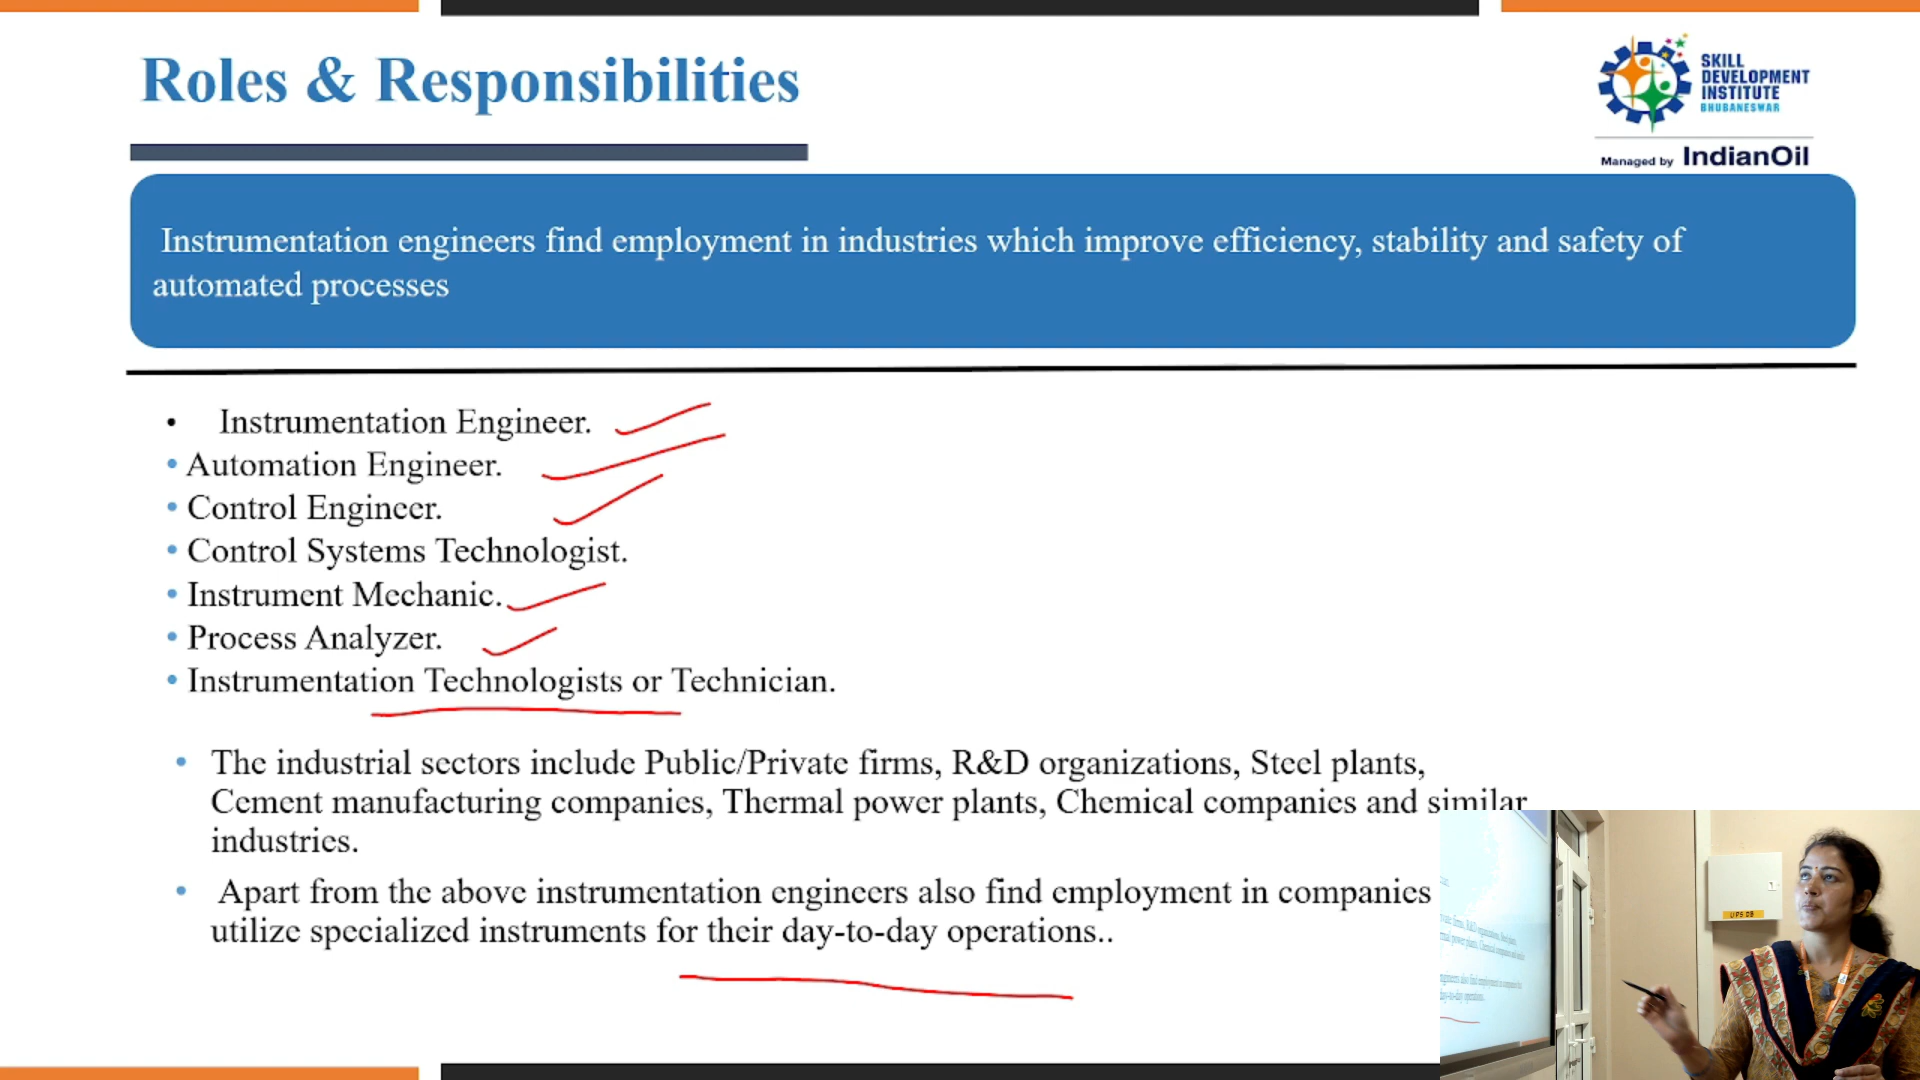 Roles & Responsibilities
SKILL
DEVELOPMENT
INSTITUTE
BHUBANESWAR
Managed by IndianOil
Instrumentation engineers find employment in industries which improve efficiency, stability and safety of
automated processes
• Instrumentation Engineer.
• Automation Engineer.
• Control Engineer.
• Control Systems Technologist.
• Instrument Mechanic.
• Process Analyzer.
• Instrumentation Technologists or Technician.
• The industrial sectors include Public/Private firms, R&D organizations, Steel plants,
Cement manufacturing companies, Thermal power plants, Chemical companies and similar
industries.
• Apart from the above instrumentation engineers also find employment in companies
utilize specialized instruments for their day-to-day operations..
UPS DB